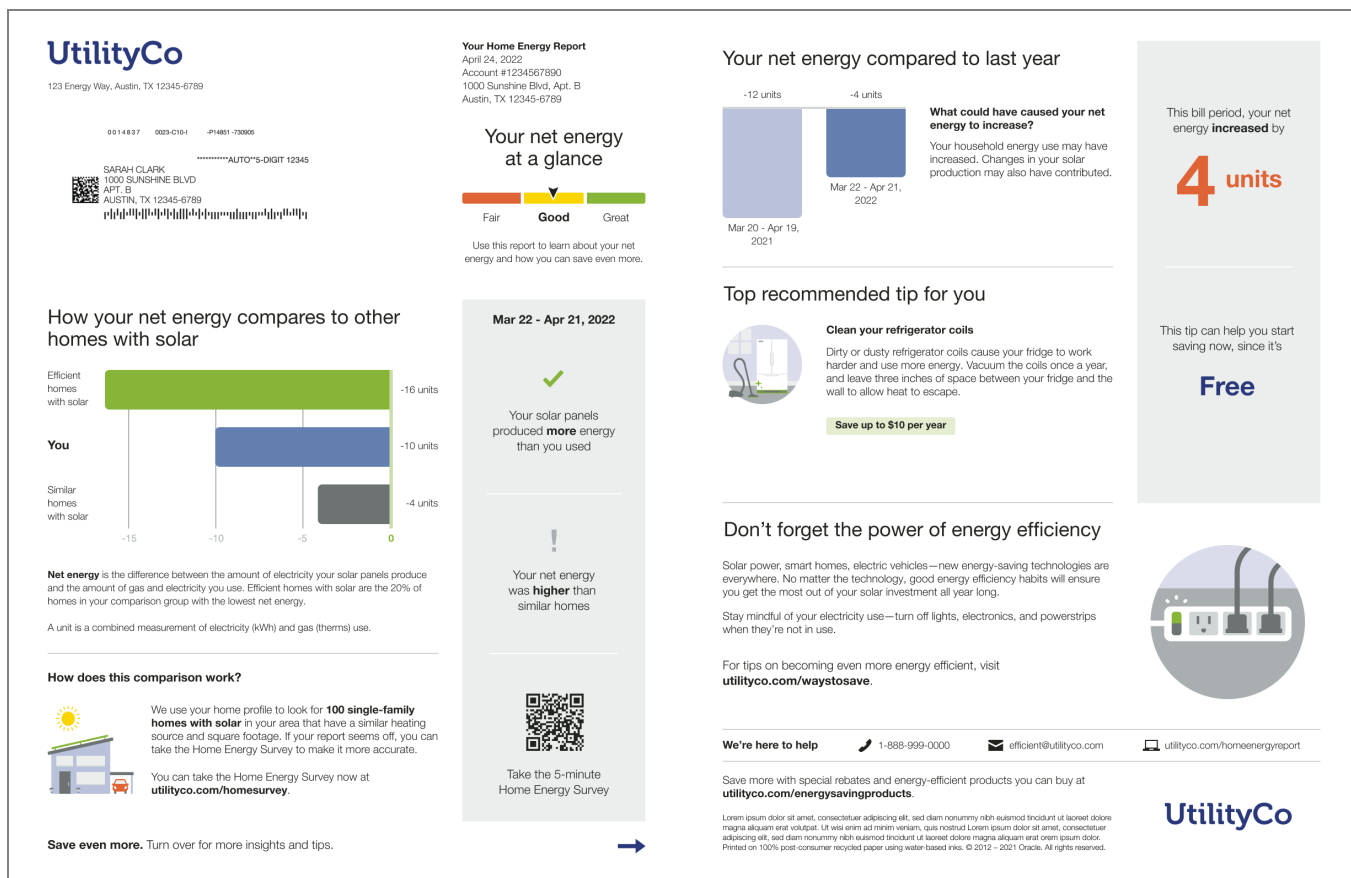 UtilityCo
123 Energy Way, Austin, TX 12345-6789
0014837 0023-C10-I -P14851 -730906
***********AUTO**5-DIGIT 12345
SARAH CLARK
1000 SUNSHINE BLVD
APT. B
AUSTIN, TX 12345-6789
Your Home Energy Report
April 24, 2022
Account #1234567890
1000 Sunshine Blvd, Apt. B
Austin, TX 12345-6789
Your net energy
at a glance
Fair Good Great
Use this report to learn about your net
energy and how you can save even more.
How your net energy compares to other
homes with solar
Efficient
homes
with solar
-16 units
You
-10 units
Similar
homes
with solar
-4 units
-15 -10 -5 0
Net energy is the difference between the amount of electricity your solar panels produce
and the amount of gas and electricity you use. Efficient homes with solar are the 20% of
homes in your comparison group with the lowest net energy.
A unit is a combined measurement of electricity (kWh) and gas (therms) use.
How does this comparison work?
We use your home profile to look for 100 single-family
homes with solar in your area that have a similar heating
source and square footage. If your report seems off, you can
take the Home Energy Survey to make it more accurate.
You can take the Home Energy Survey now at
utilityco.com/homesurvey.
Mar 22 - Apr 21, 2022
Your solar panels
produced more energy
than you used
!
Your net energy
was higher than
similar homes
Take the 5-minute
Home Energy Survey
Save even more. Turn over for more insights and tips.
Your net energy compared to last year
-12 units -4 units
Mar 20 - Apr 19,
2021
Mar 22 - Apr 21,
2022
What could have caused your net
energy to increase?
Your household energy use may have
increased. Changes in your solar
production may also have contributed.
This bill period, your net
energy increased by
4 units
Top recommended tip for you
Clean your refrigerator coils
Dirty or dusty refrigerator coils cause your fridge to work
harder and use more energy. Vacuum the coils once a year,
and leave three inches of space between your fridge and the
wall to allow heat to escape.
Save up to $10 per year
This tip can help you start
saving now, since it's
Free
Don't forget the power of energy efficiency
Solar power, smart homes, electric vehicles—new energy-saving technologies are
everywhere. No matter the technology, good energy efficiency habits will ensure
you get the most out of your solar investment all year long.
Stay mindful of your electricity use—turn off lights, electronics, and powerstrips
when they're not in use.
For tips on becoming even more energy efficient, visit
utilityco.com/waystosave.
We're here to help 1-888-999-0000 efficient@utilityco.com utilityco.com/homeenergyreport
Save more with special rebates and energy-efficient products you can buy at
utilityco.com/energysavingproducts.
Lorem ipsum dolor sit amet, consectetuer adipiscing elit, sed diam nonummy nibh euismod tincidunt ut laoreet dolore
magna aliquam erat volutpat. Ut wisi enim ad minim veniam, quis nostrud Lorem ipsum dolor sit amet, consectetuer
adipiscing elit, sed diam nonummy nibh euismod tincidunt ut laoreet dolore magna aliquam erat orem ipsum dolor.
Printed on 100% post-consumer recycled paper using water-based inks. © 2012 – 2021 Oracle. All rights reserved.
UtilityCo